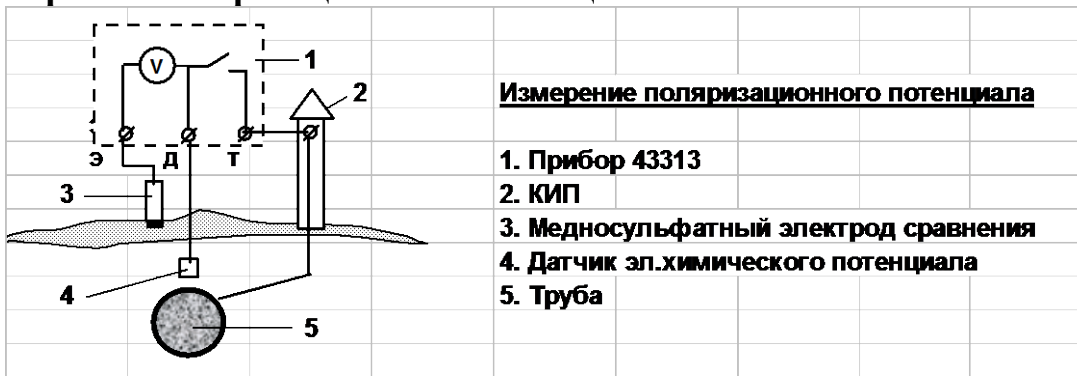 V
1
2
Э Д Т
3
4
5
Измерение поляризационного потенциала
1. Прибор 43313
2. КИП
3. Медносульфатный электрод сравнения
4. Датчик эл.химического потенциала
5. Труба